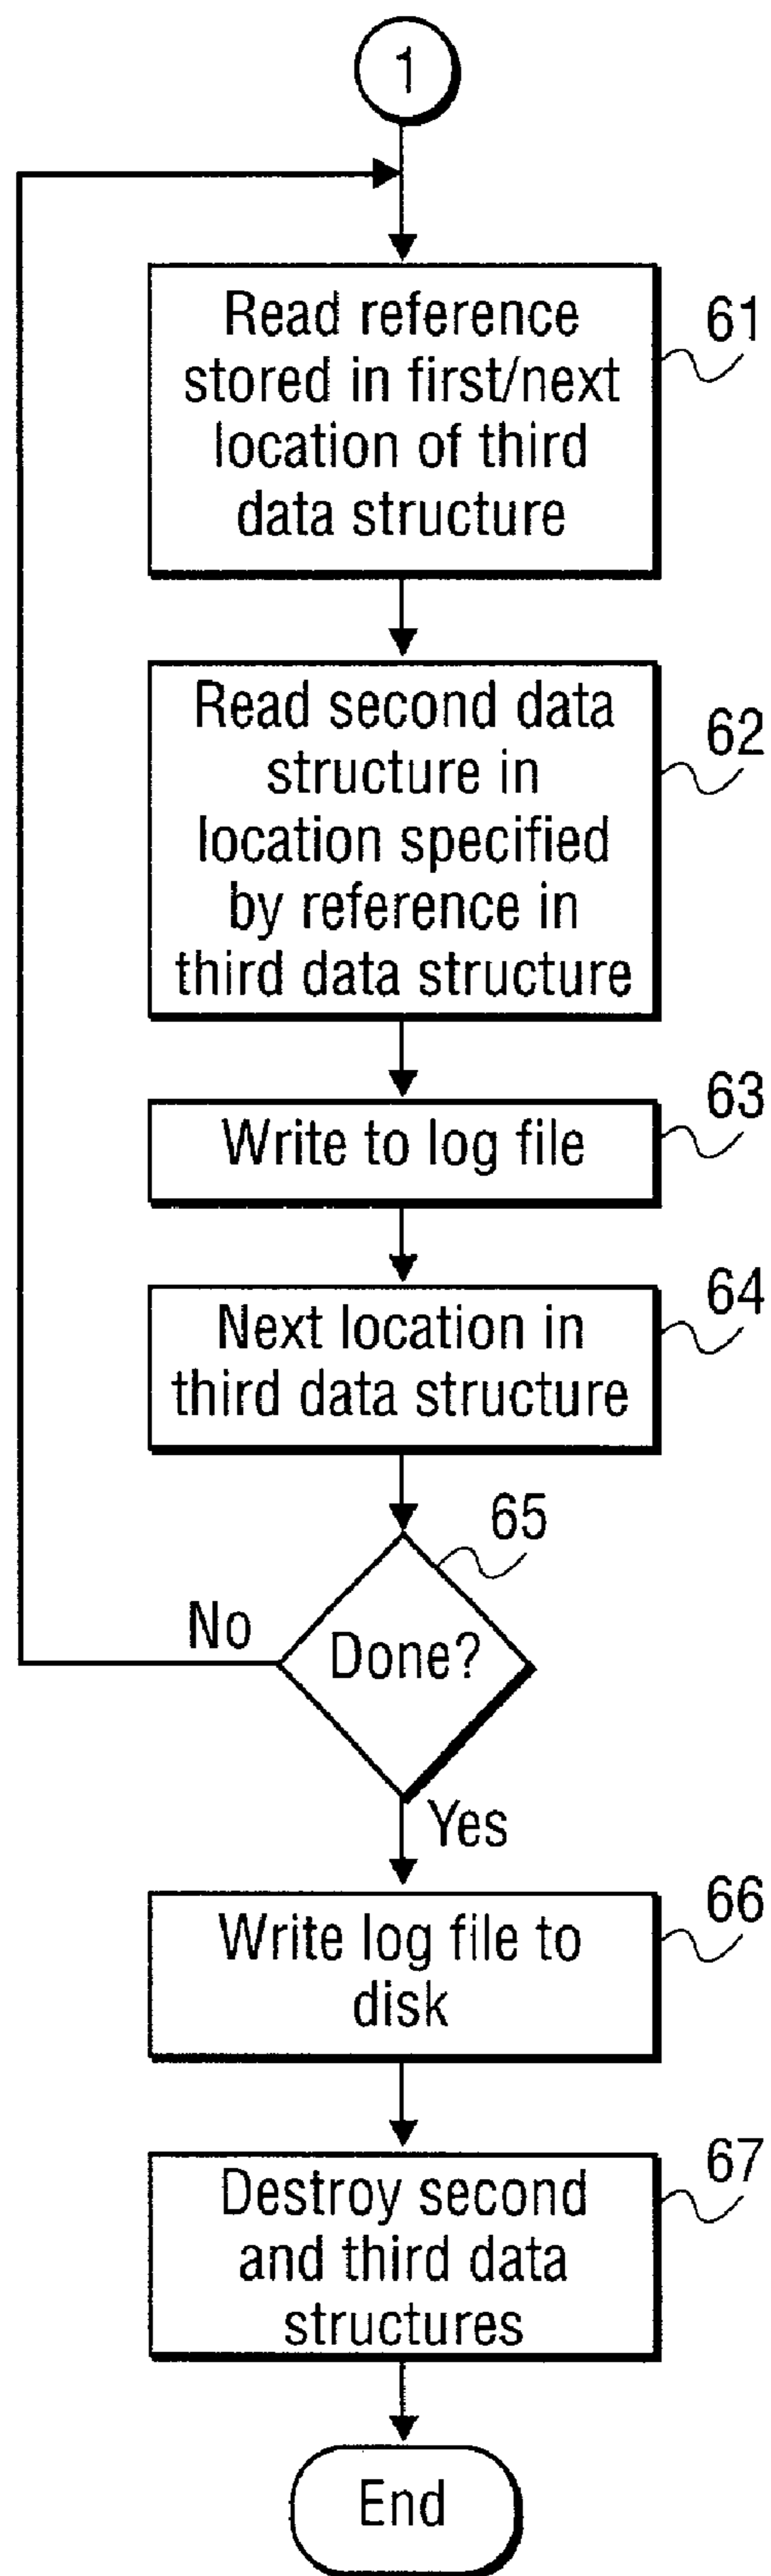 1
Read reference
stored in first/next
location of third
data structure
61
Read second data
structure in
location specified
by reference in
third data structure
62
Write to log file
63
Next location in
third data structure
64
65
Done?
No
Yes
Write log file to
disk
66
Destroy second
and third data
structures
67
End